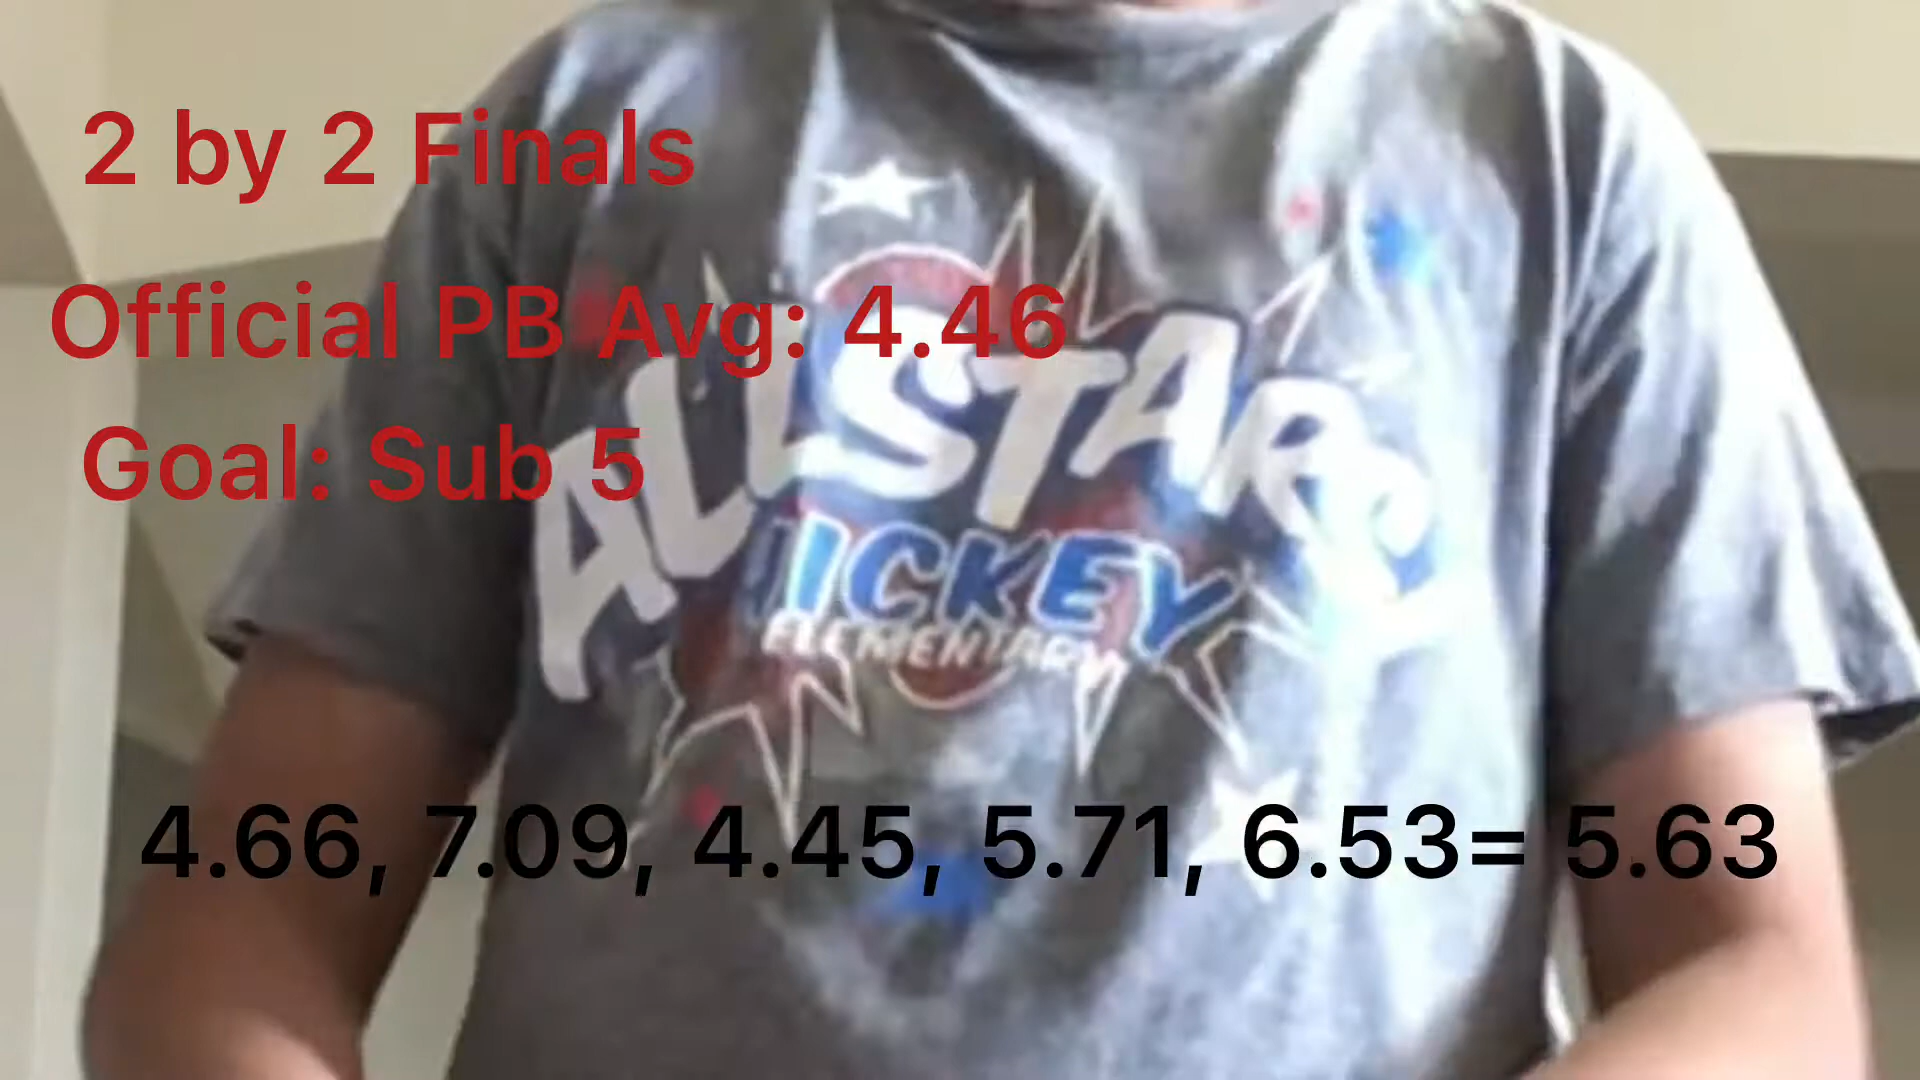 2 by 2 Finals
Official PB Avg: 4.46
Goal: Sub 5
ALLSTARS
HICKEY
ELEMENTARY
4.66, 7.09, 4.45, 5.71, 6.53= 5.63